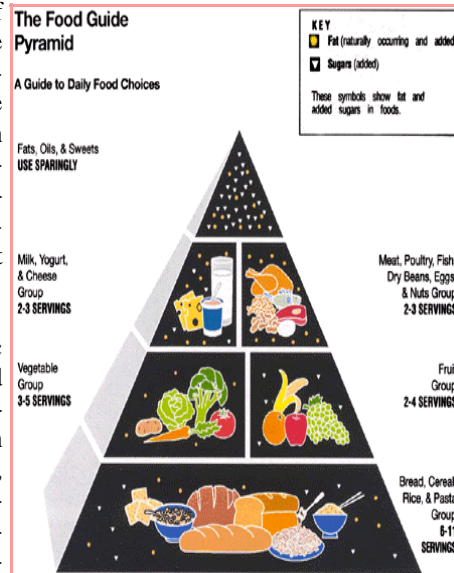 The Food Guide
Pyramid
A Guide to Daily Food Choices
KEY
Fat (naturally occurring and added
Sugars (added)
These symbols show fat and
added sugars in foods.
Fats, Oils, & Sweets
USE SPARINGLY
Milk, Yogurt,
& Cheese
Group
2-3 SERVINGS
Meat, Poultry, Fish
Dry Beans, Eggs
& Nuts Group
2-3 SERVINGS
Vegetable
Group
3-5 SERVINGS
Frui
Group
2-4 SERVINGS
Bread, Cereal
Rice, & Pasta
Group
6-11
SERVINGS